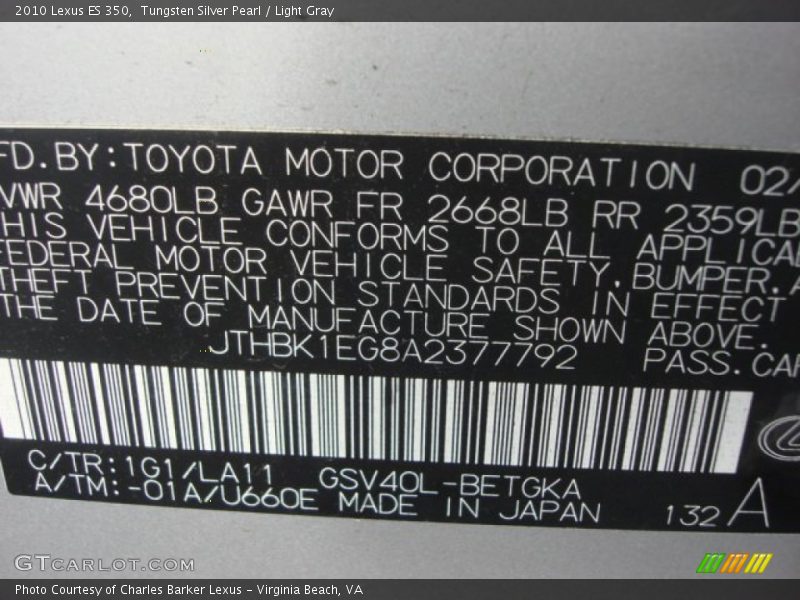 2010 Lexus ES 350, Tungsten Silver Pearl / Light Gray
FD.BY:TOYOTA MOTOR CORPORATION 02/
VWR 4680LB GAWR FR 2668LB RR 2359LB
HIS VEHICLE CONFORMS TO ALL APPLICA
FEDERAL MOTOR VEHICLE SAFETY.BUMPER.A
THEFT PREVENTION STANDARDS IN EFFECT
THE DATE OF MANUFACTURE SHOWN ABOVE.
JTHBK1EG8A2377792 PASS.CAR
C/TR:1G1/LA11 GSV40L-BETGKA
A/TM:-01A/U660E MADE IN JAPAN 132 A
GTCARLOT.COM
Photo Courtesy of Charles Barker Lexus - Virginia Beach, VA